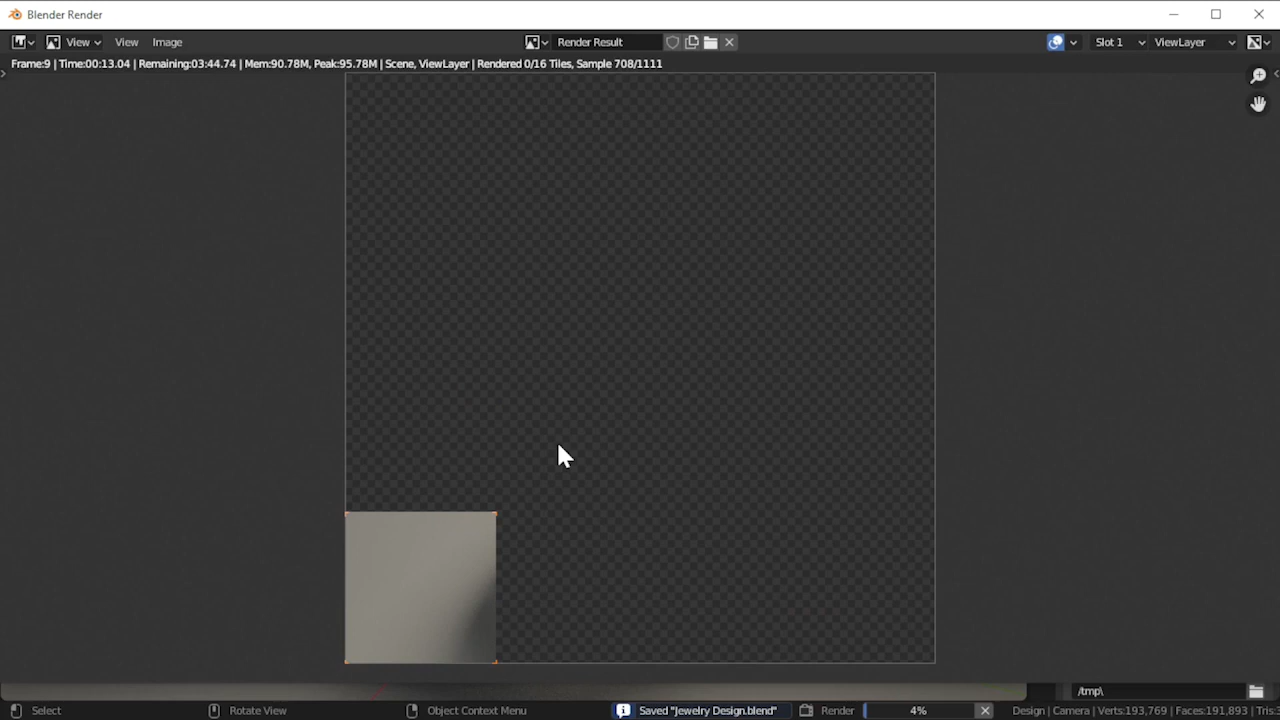 Blender Render
View View Image Render Result Slot 1 ViewLayer
Frame:9 | Time:00:13.04 | Remaining:03:44.74 | Mem:90.78M, Peak:95.78M | Scene, ViewLayer | Rendered 0/16 Tiles, Sample 708/1111
/tmp\
Select Rotate View Object Context Menu Saved "Jewelry Design.blend" Render 4% Design | Camera | Verts:193,769 | Faces:191,893 | Tris: